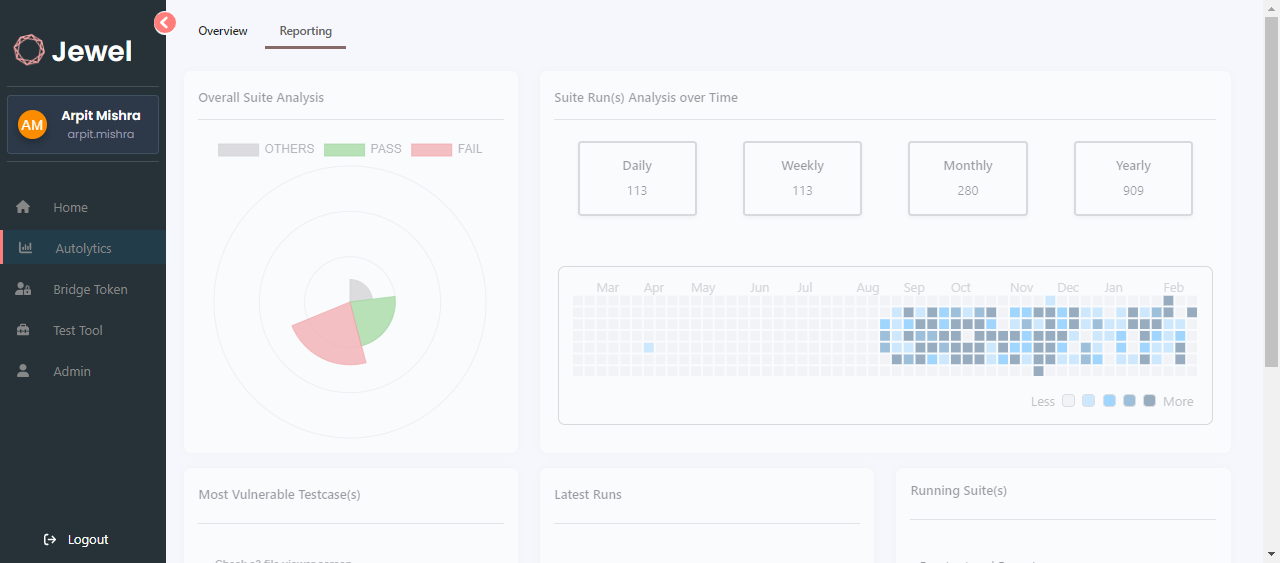 Jewel
AM
Arpit Mishra
arpit.mishra
Home
Autolytics
Bridge Token
Test Tool
Admin
Logout
Overview
Reporting
Overall Suite Analysis
OTHERS
PASS
FAIL
Suite Run(s) Analysis over Time
Daily
113
Weekly
113
Monthly
280
Yearly
909
Mar
Apr
May
Jun
Jul
Aug
Sep
Oct
Nov
Dec
Jan
Feb
Less
More
Most Vulnerable Testcase(s)
Latest Runs
Running Suite(s)